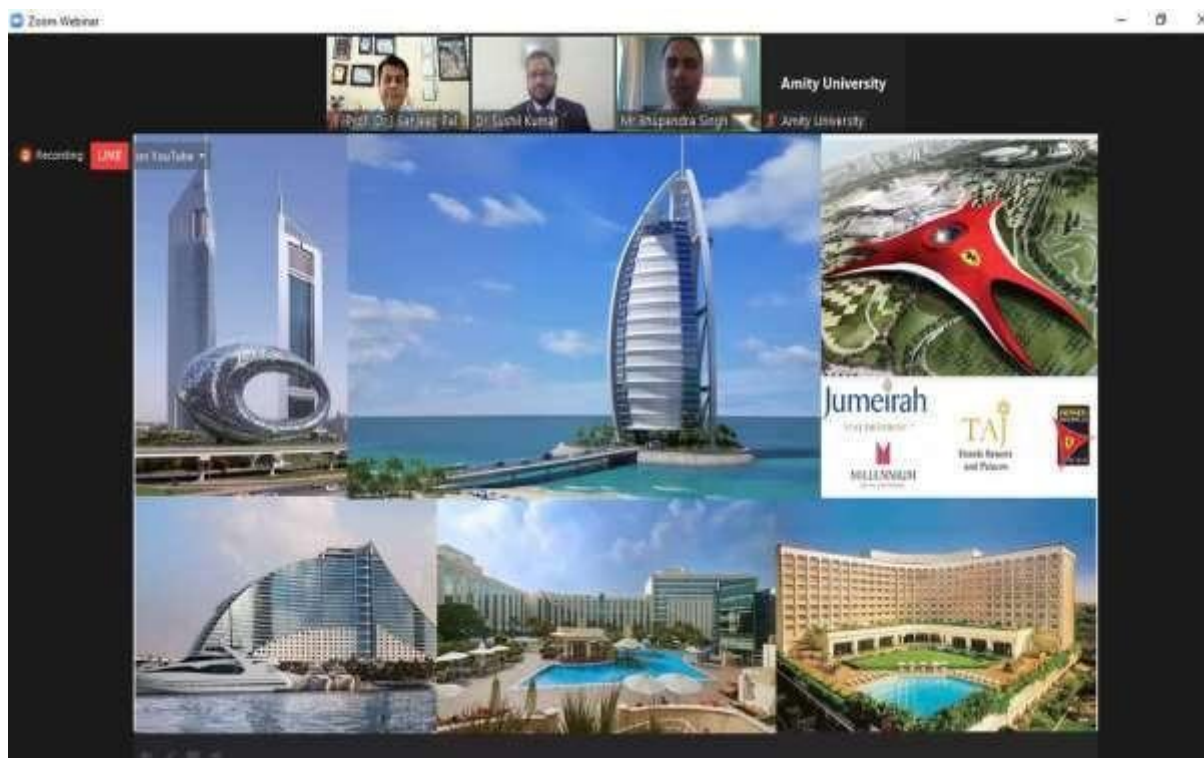 Zoom Webinar
Amity University
Dr Sushil Kumar
Mr Bhupendra Singh
Amity University
Recording
LIVE
on YouTube
Jumeirah
TAJ
Hotels Resorts
and Palaces
MILLENNIUM